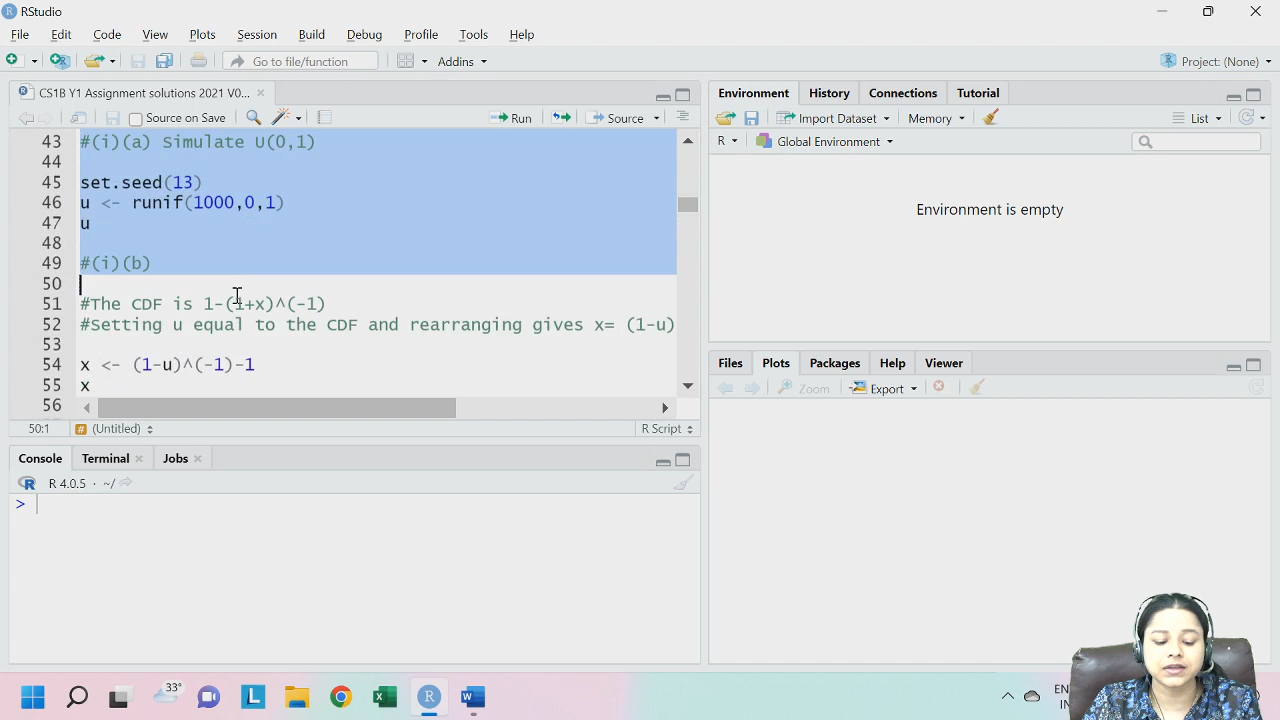 RStudio
File Edit Code View Plots Session Build Debug Profile Tools Help
Go to file/function Addins Project: (None)
CS1B Y1 Assignment solutions 2021 V0...
Source on Save Run Source
43 #(i)(a) Simulate U(0,1)
44
45 set.seed(13)
46 u <- runif(1000,0,1)
47 u
48
49 #(i)(b)
50
51 #The CDF is 1-(1+x)^(-1)
52 #Setting u equal to the CDF and rearranging gives x= (1-u)
53
54 x <- (1-u)^(-1)-1
55 x
56
50:1 # (Untitled) R Script
Console Terminal Jobs
R 4.0.5 · ~/
>
Environment History Connections Tutorial
Import Dataset Memory List
R Global Environment
Environment is empty
Files Plots Packages Help Viewer
Zoom Export
33°
L
W
EN
IN